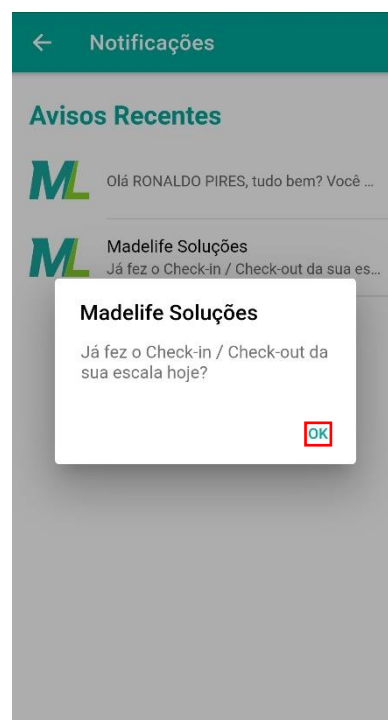 Notificações
Avisos Recentes
ML
Olá RONALDO PIRES, tudo bem? Você ...
ML
Madelife Soluções
Já fez o Check-in / Check-out da sua es...
Madelife Soluções
Já fez o Check-in / Check-out da
sua escala hoje?
OK